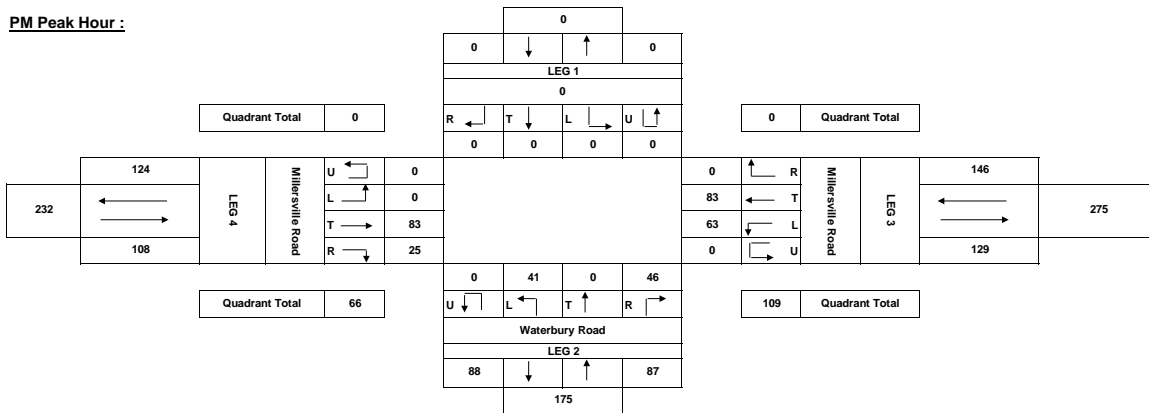 PM Peak Hour :
0
0 0
LEG 1
0
Quadrant Total 0
R T L U
0 Quadrant Total
0 0 0 0
124
U 0
0 R
146
232
LEG 4
Millersville Road
L 0
83 T
Millersville Road
LEG 3
275
T 83
63 L
108
R 25
0 U
129
0 41 0 46
Quadrant Total 66
U L T R
109 Quadrant Total
Waterbury Road
LEG 2
88 87
175